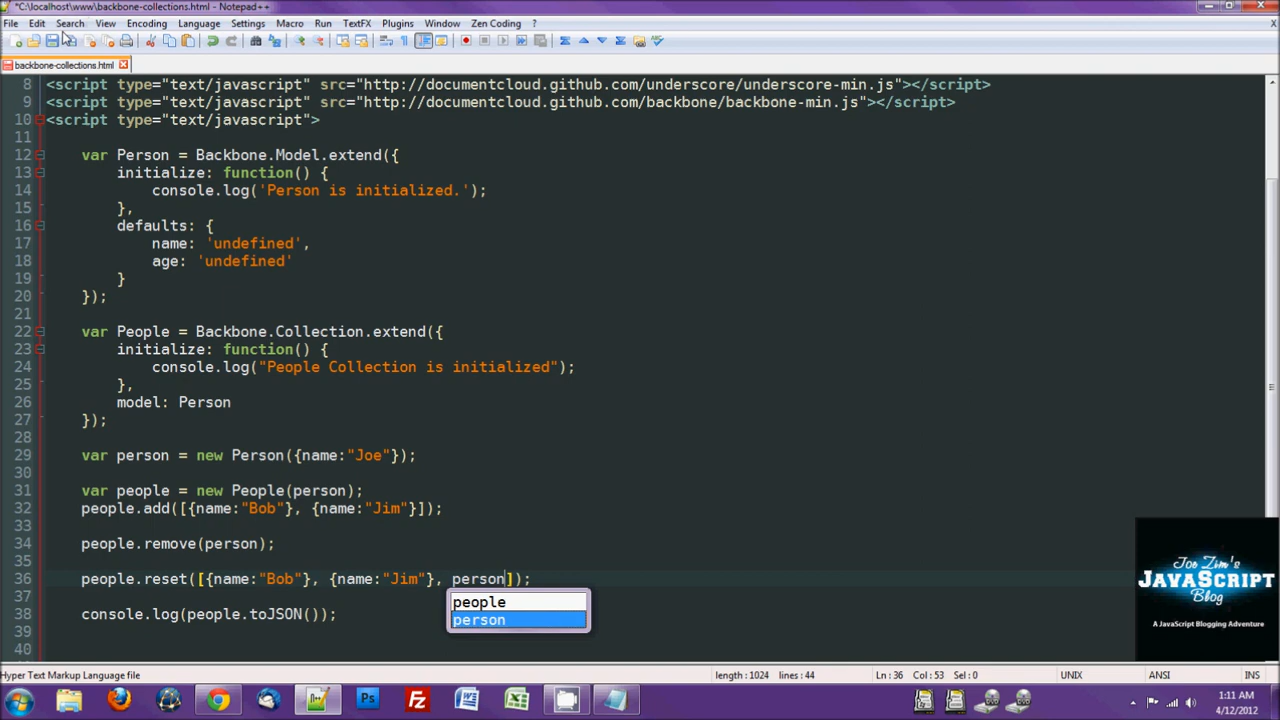 *C:\localhost\www\backbone-collections.html - Notepad++
File Edit Search View Encoding Language Settings Macro Run TextFX Plugins Window Zen Coding ? X
backbone-collections.html
8 <script type="text/javascript" src="http://documentcloud.github.com/underscore/underscore-min.js"></script>
9 <script type="text/javascript" src="http://documentcloud.github.com/backbone/backbone-min.js"></script>
10 <script type="text/javascript">
11
12 var Person = Backbone.Model.extend({
13 initialize: function() {
14 console.log('Person is initialized.');
15 },
16 defaults: {
17 name: 'undefined',
18 age: 'undefined'
19 }
20 });
21
22 var People = Backbone.Collection.extend({
23 initialize: function() {
24 console.log("People Collection is initialized");
25 },
26 model: Person
27 });
28
29 var person = new Person({name:"Joe"});
30
31 var people = new People(person);
32 people.add([{name:"Bob"}, {name:"Jim"}]);
33
34 people.remove(person);
35
36 people.reset([{name:"Bob"}, {name:"Jim"}, person]);
37 people
38 console.log(people.toJSON()); person
39
40
Joe Zim's
JAVASCRIPT
Blog
A JAVASCRIPT BLOGGING ADVENTURE
Hyper Text Markup Language file length : 1024 lines : 44 Ln : 36 Col : 53 Sel : 0 UNIX ANSI INS
1:11 AM
4/12/2012